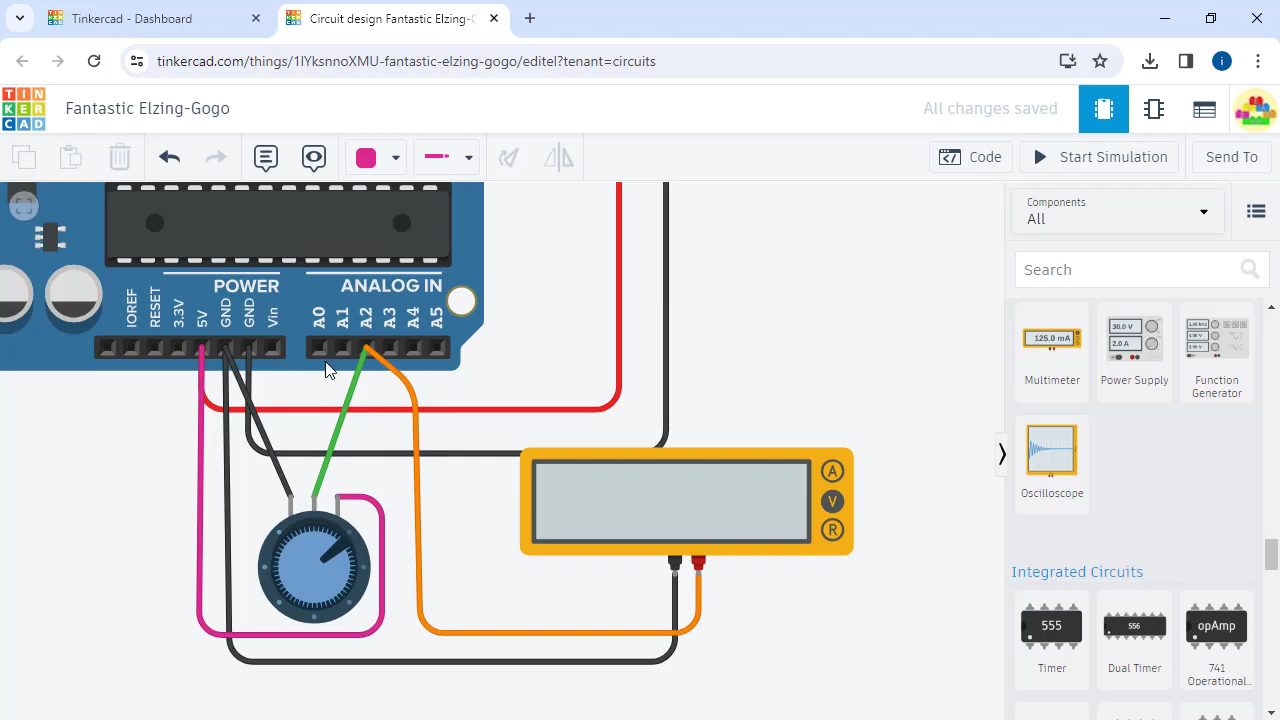 Tinkercad - Dashboard
Circuit design Fantastic Elzing-G
tinkercad.com/things/1lYksnnoXMU-fantastic-elzing-gogo/editel?tenant=circuits
i
TIN
KER
CAD
Fantastic Elzing-Gogo
All changes saved
Code
Start Simulation
Send To
Components
All
Search
POWER
ANALOG IN
IOREF
RESET
3.3V
5V
GND
GND
Vin
A0
A1
A2
A3
A4
A5
A
V
R
125.0 mA
30.0 V
2.0 A
Multimeter
Power Supply
Function
Generator
Oscilloscope
Integrated Circuits
555
556
opAmp
Timer
Dual Timer
741
Operational...